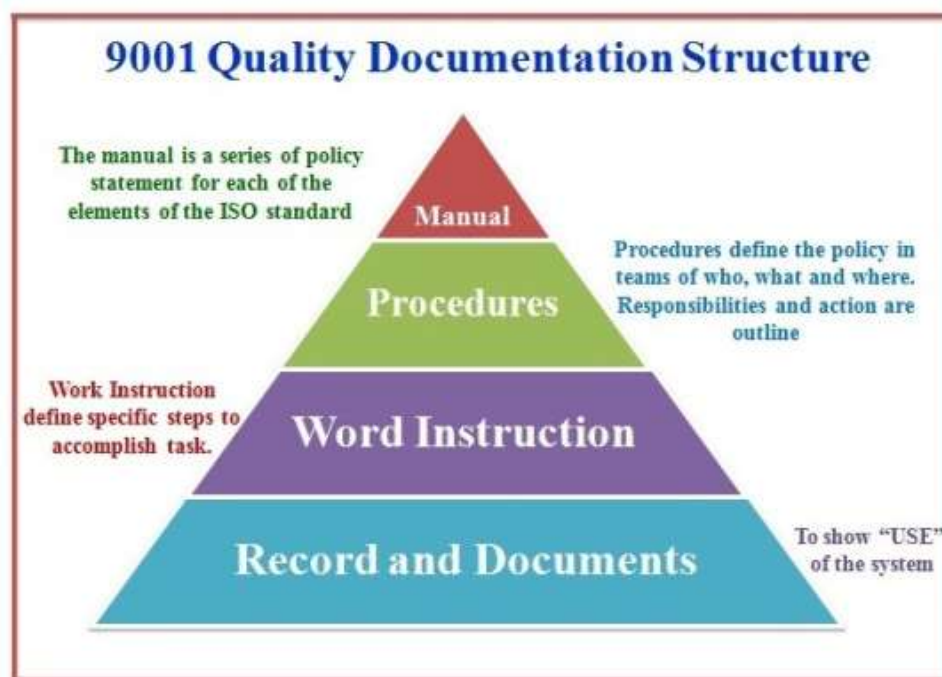 9001 Quality Documentation Structure
The manual is a series of policy
statement for each of the
elements of the ISO standard
Manual
Procedures define the policy in
teams of who, what and where.
Responsibilities and action are
outline
Procedures
Work Instruction
define specific steps to
accomplish task.
Word Instruction
Record and Documents
To show “USE”
of the system